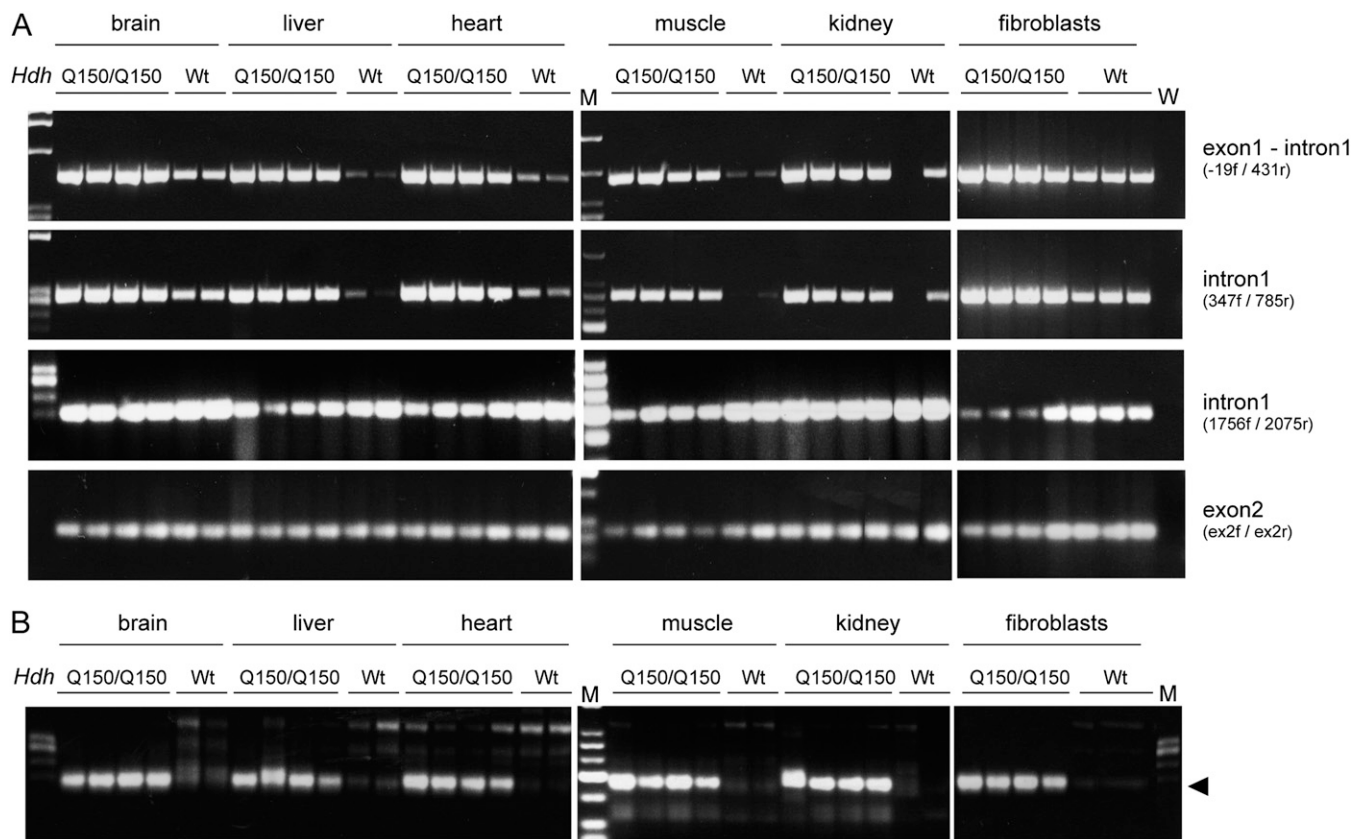 A
brain liver heart muscle kidney fibroblasts
Hdh Q150/Q150 Wt Q150/Q150 Wt Q150/Q150 Wt M Q150/Q150 Wt Q150/Q150 Wt Q150/Q150 Wt W
exon1 - intron1
(-19f / 431r)
intron1
(347f / 785r)
intron1
(1756f / 2075r)
exon2
(ex2f / ex2r)
B
brain liver heart muscle kidney fibroblasts
Hdh Q150/Q150 Wt Q150/Q150 Wt Q150/Q150 Wt M Q150/Q150 Wt Q150/Q150 Wt Q150/Q150 Wt M